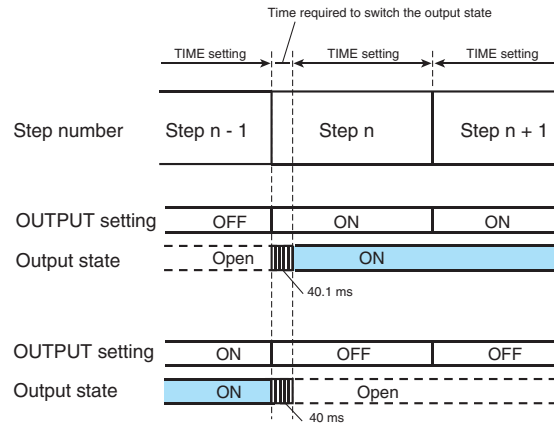 Time required to switch the output state
TIME setting TIME setting TIME setting
Step number Step n - 1 Step n Step n + 1
OUTPUT setting OFF ON ON
Output state Open ON
40.1 ms
OUTPUT setting ON OFF OFF
Output state ON Open
40 ms